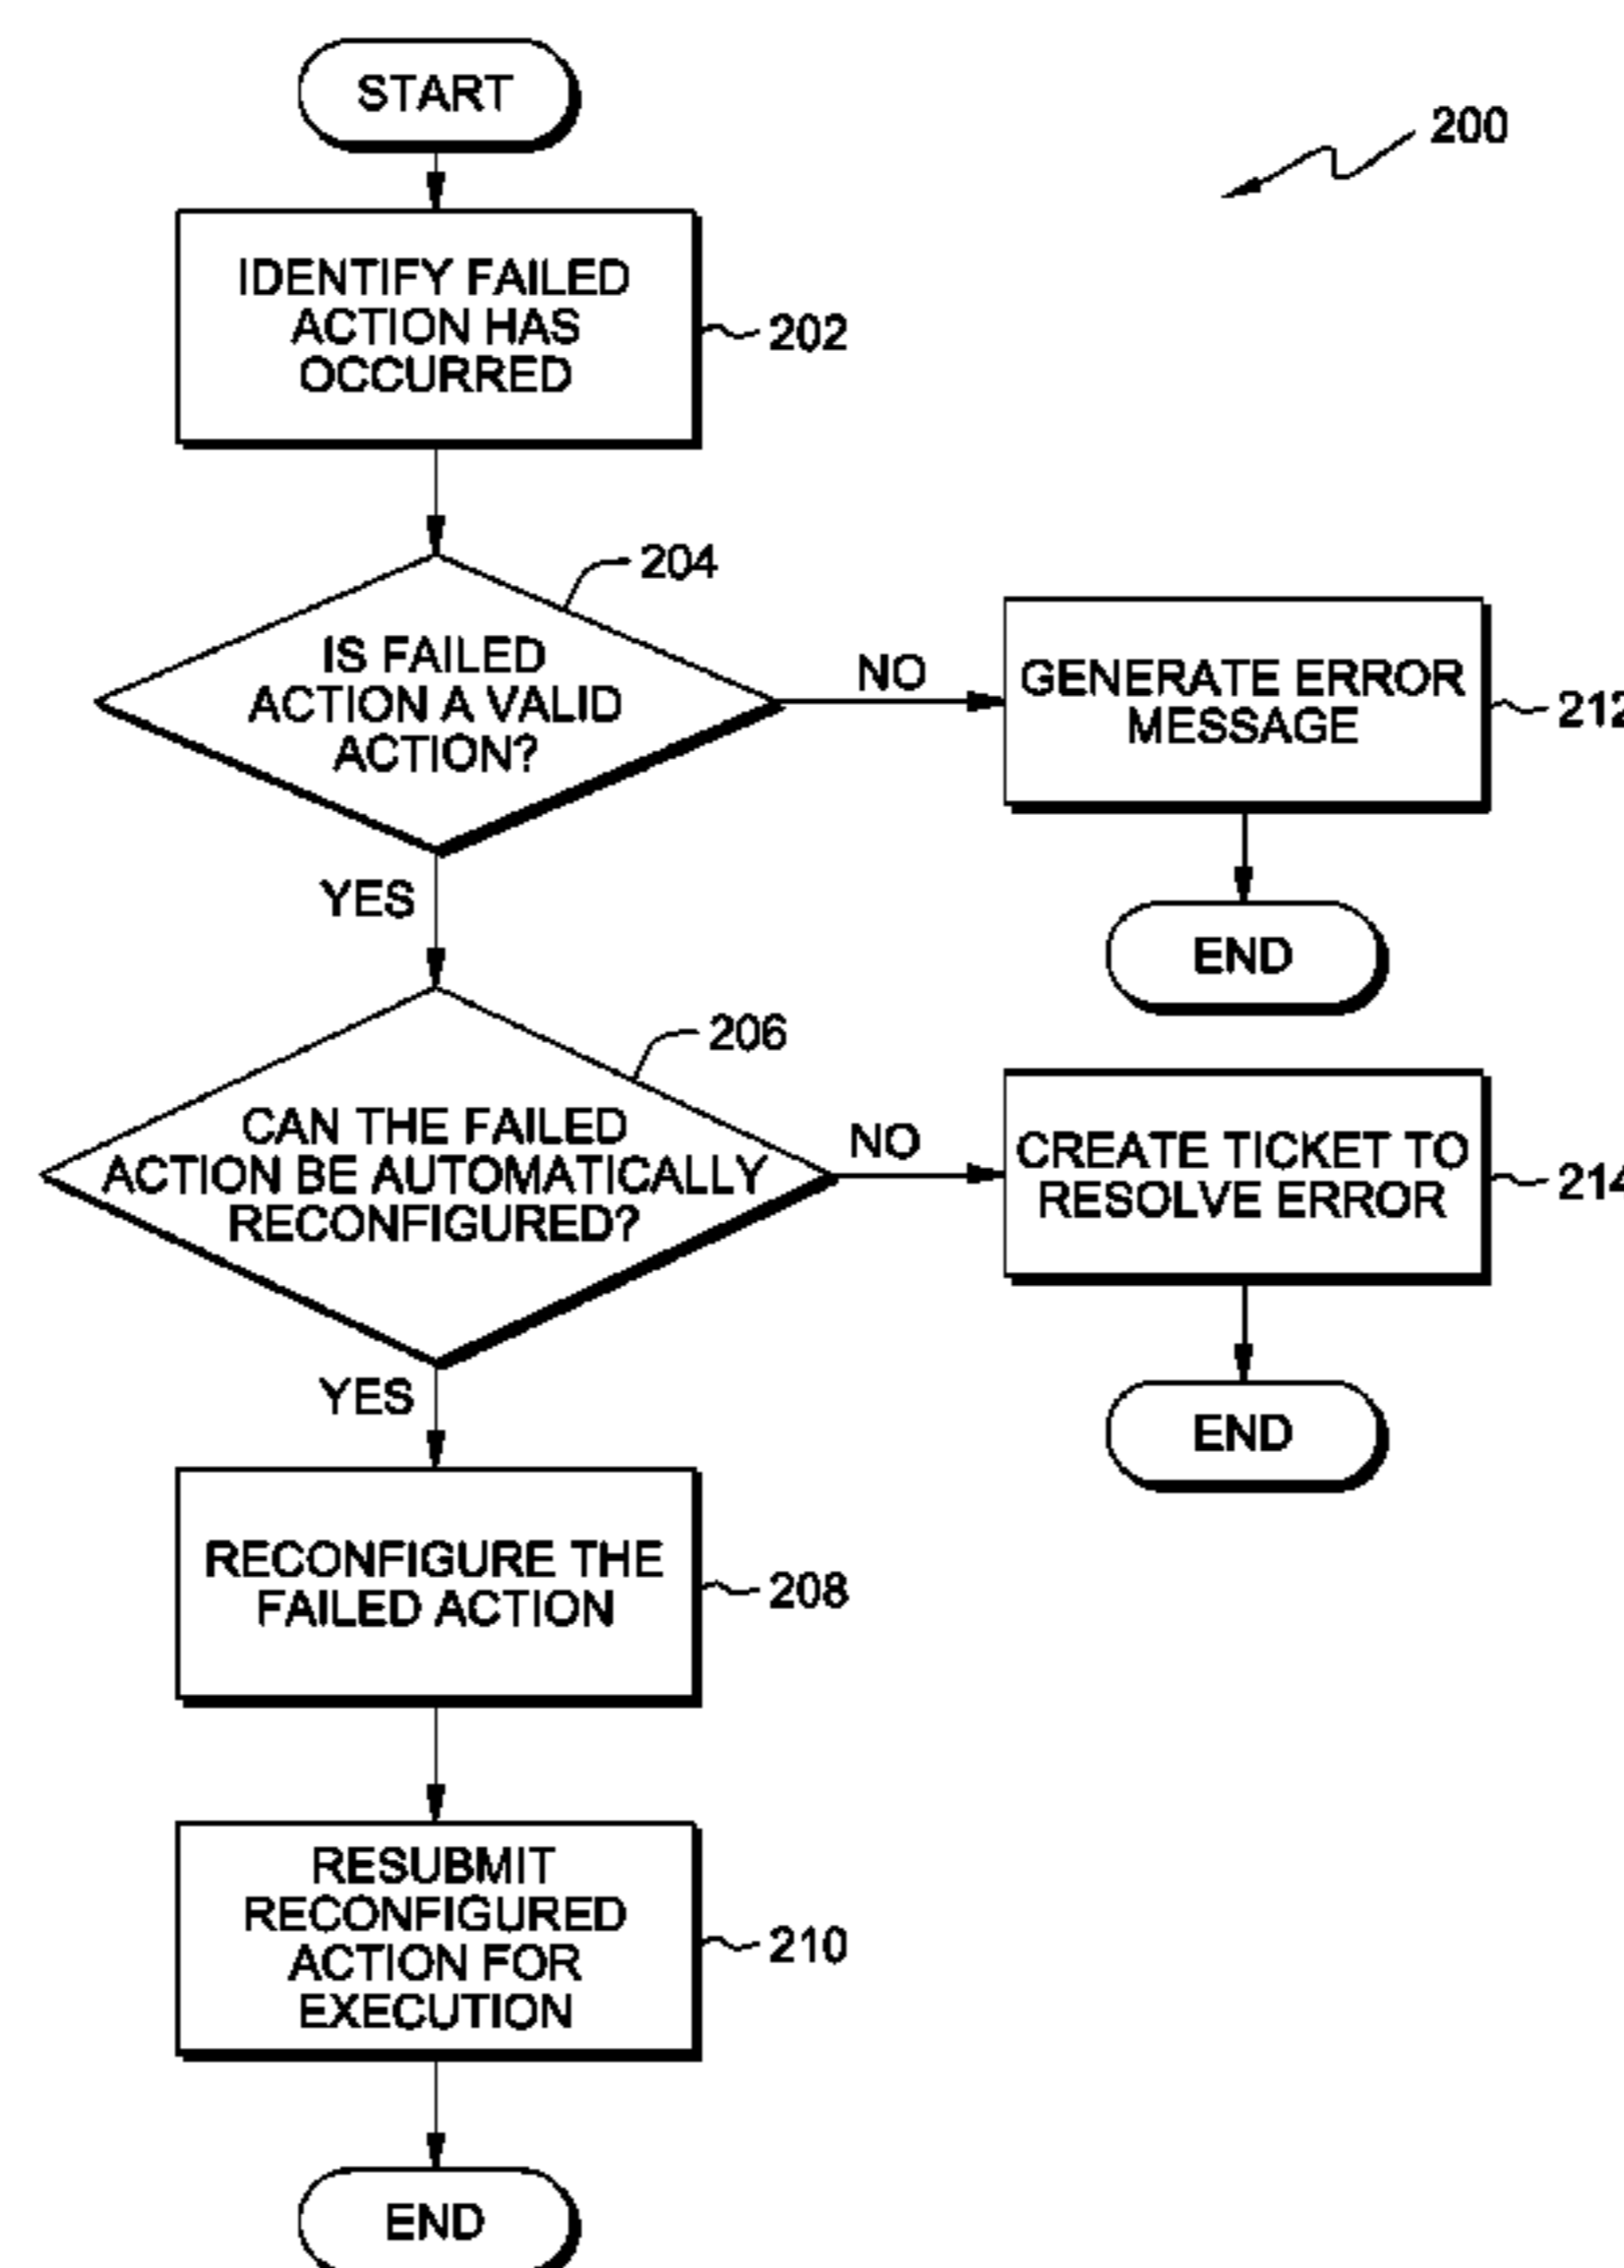 START
200
IDENTIFY FAILED
ACTION HAS
OCCURRED
202
204
IS FAILED
ACTION A VALID
ACTION?
NO
GENERATE ERROR
MESSAGE
212
YES
END
206
CAN THE FAILED
ACTION BE AUTOMATICALLY
RECONFIGURED?
NO
CREATE TICKET TO
RESOLVE ERROR
214
YES
END
RECONFIGURE THE
FAILED ACTION
208
RESUBMIT
RECONFIGURED
ACTION FOR
EXECUTION
210
END